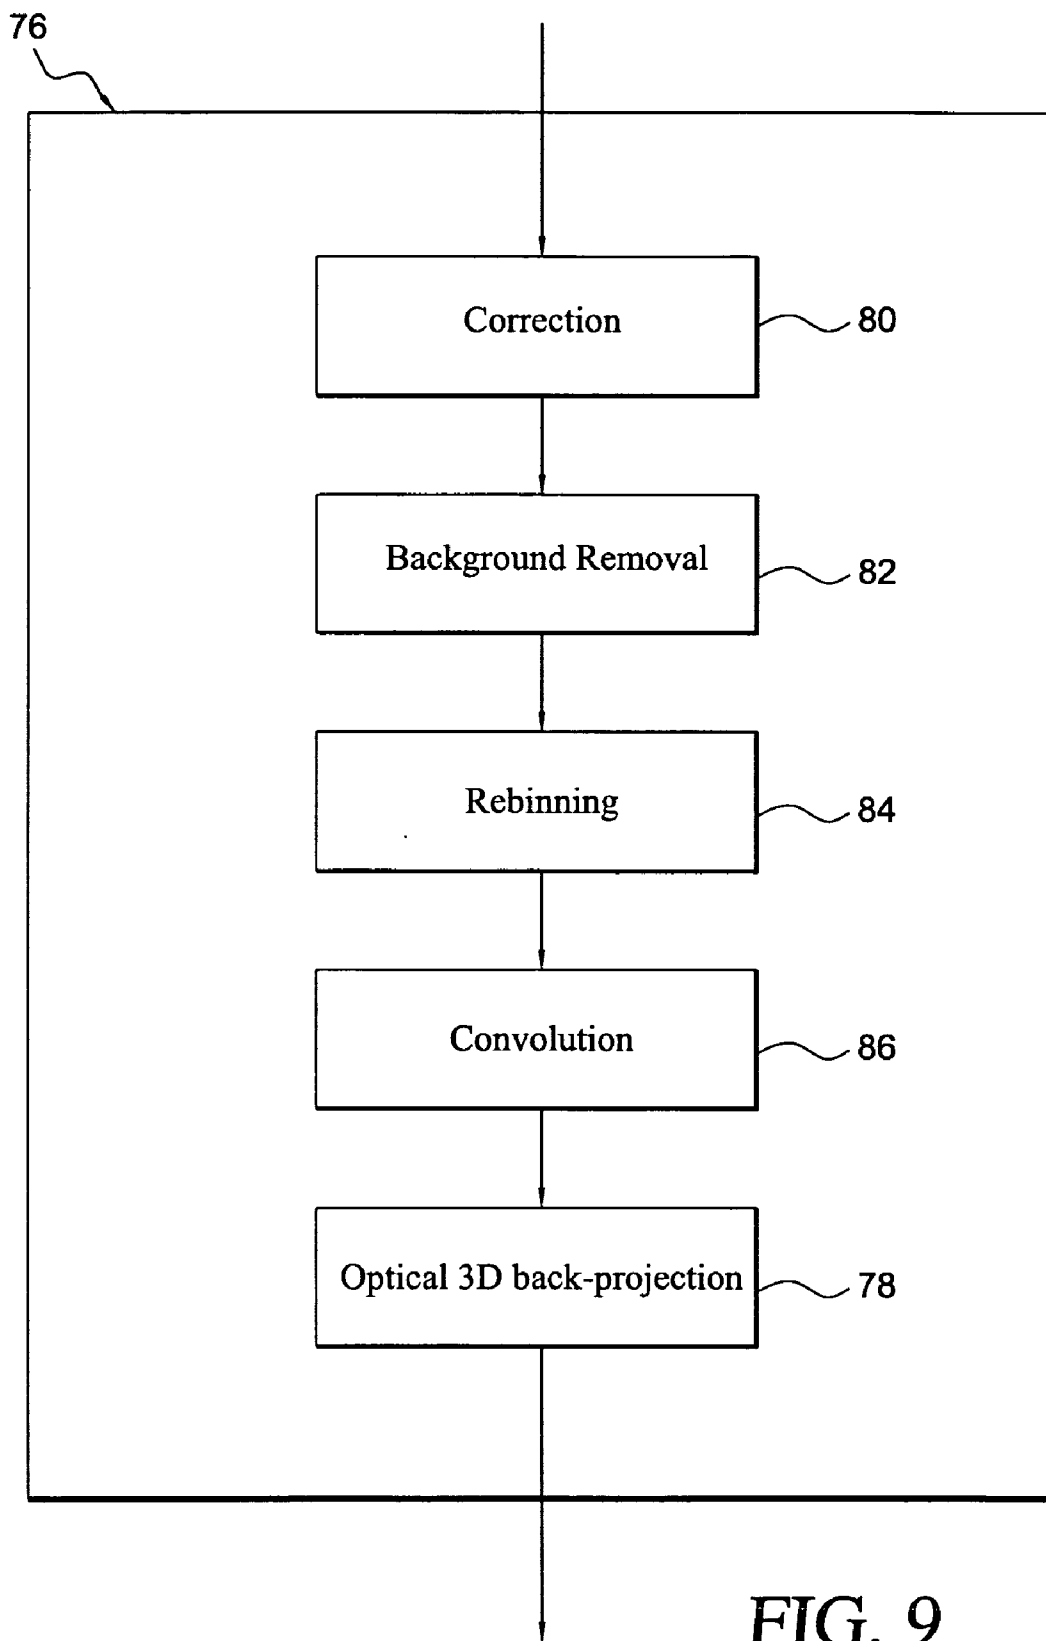 76
Correction
80
Background Removal
82
Rebinning
84
Convolution
86
Optical 3D back-projection
78
FIG. 9